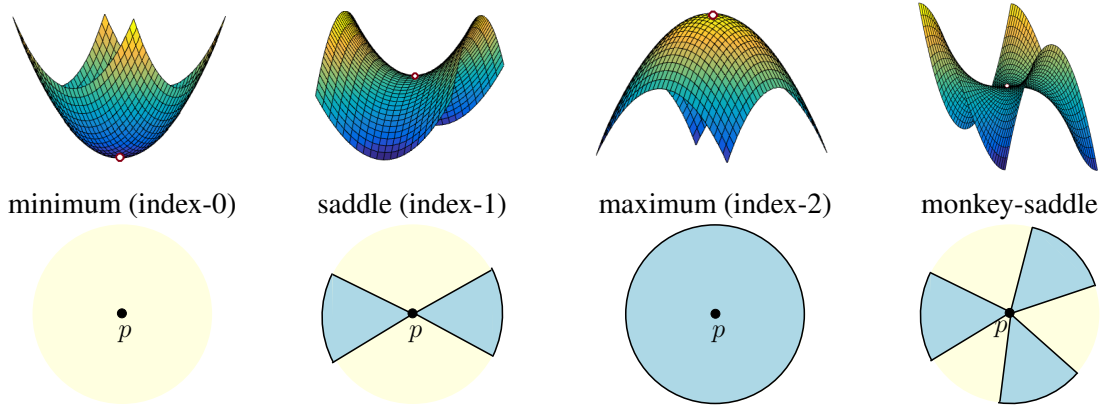 minimum (index-0) saddle (index-1) maximum (index-2) monkey-saddle
p p p p